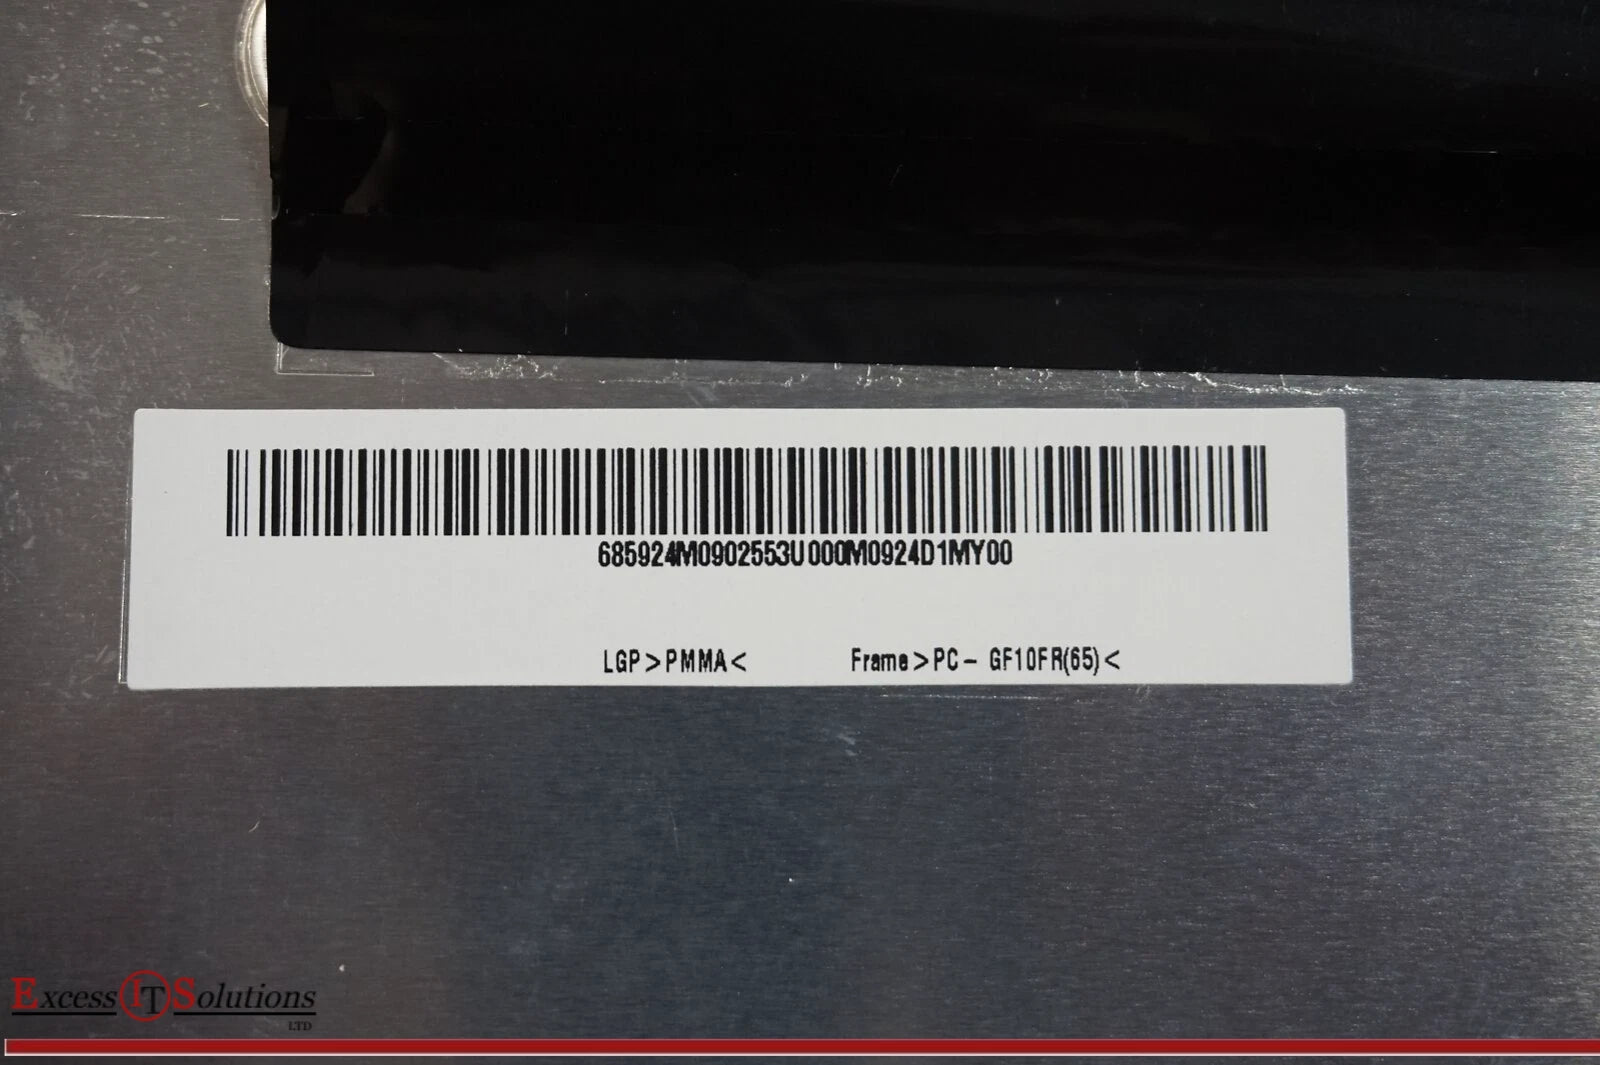 685924M0902553U000M0924D1MY00
LGP>PMMA< Frame>PC- GF10FR(65)<
Excess IT Solutions
LTD